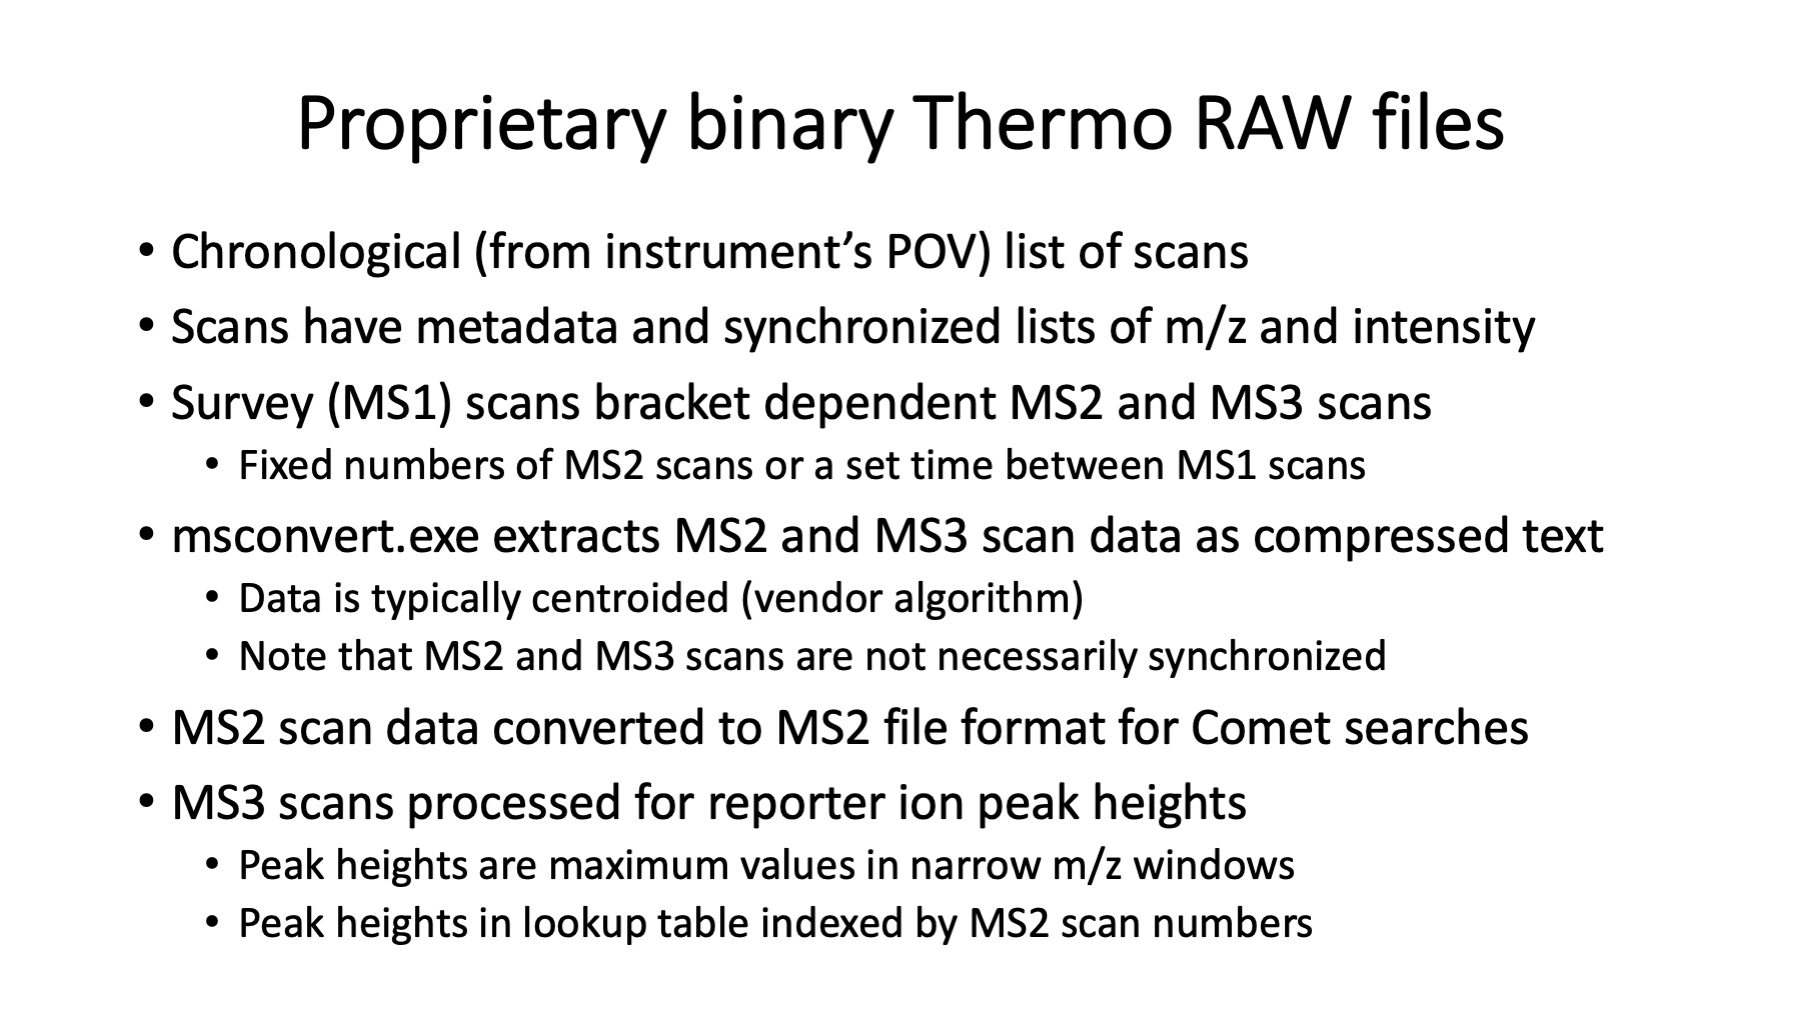 Proprietary binary Thermo RAW files
• Chronological (from instrument’s POV) list of scans
• Scans have metadata and synchronized lists of m/z and intensity
• Survey (MS1) scans bracket dependent MS2 and MS3 scans
• Fixed numbers of MS2 scans or a set time between MS1 scans
• msconvert.exe extracts MS2 and MS3 scan data as compressed text
• Data is typically centroided (vendor algorithm)
• Note that MS2 and MS3 scans are not necessarily synchronized
• MS2 scan data converted to MS2 file format for Comet searches
• MS3 scans processed for reporter ion peak heights
• Peak heights are maximum values in narrow m/z windows
• Peak heights in lookup table indexed by MS2 scan numbers